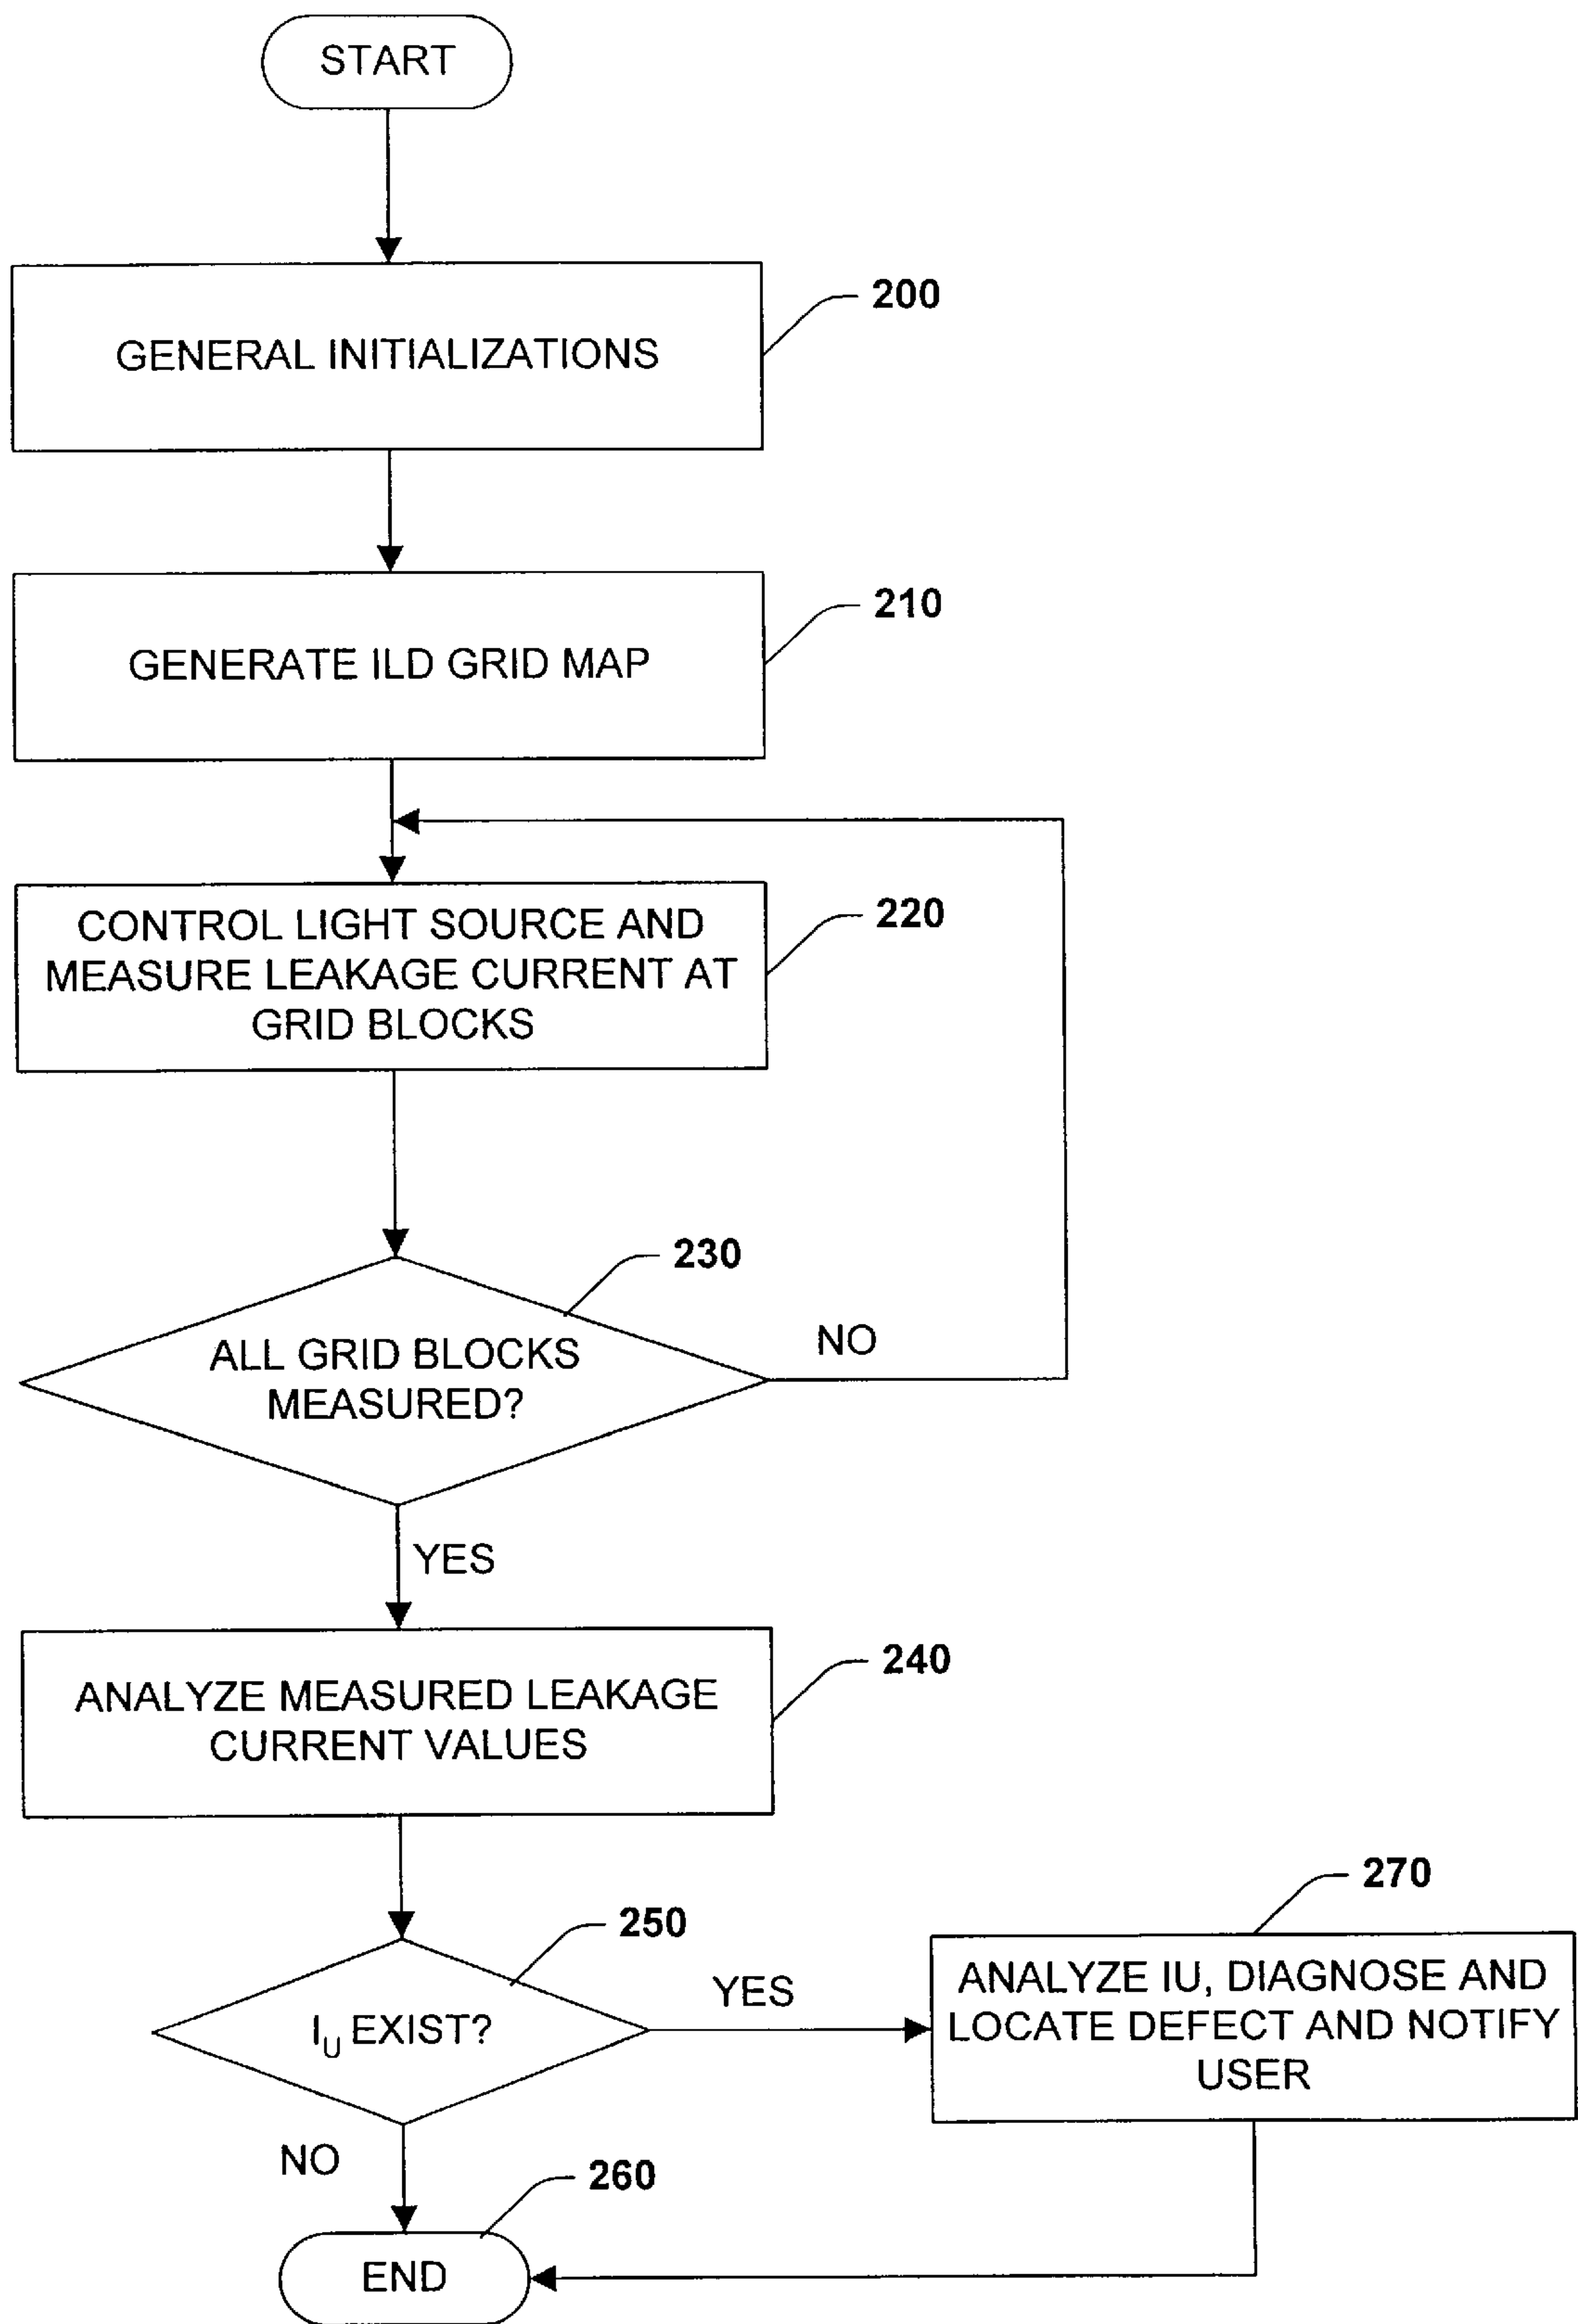 START
200
GENERAL INITIALIZATIONS
210
GENERATE ILD GRID MAP
220
CONTROL LIGHT SOURCE AND
MEASURE LEAKAGE CURRENT AT
GRID BLOCKS
230
ALL GRID BLOCKS
MEASURED?
NO
YES
240
ANALYZE MEASURED LEAKAGE
CURRENT VALUES
250
I_U EXIST?
YES
270
ANALYZE IU, DIAGNOSE AND
LOCATE DEFECT AND NOTIFY
USER
NO
260
END